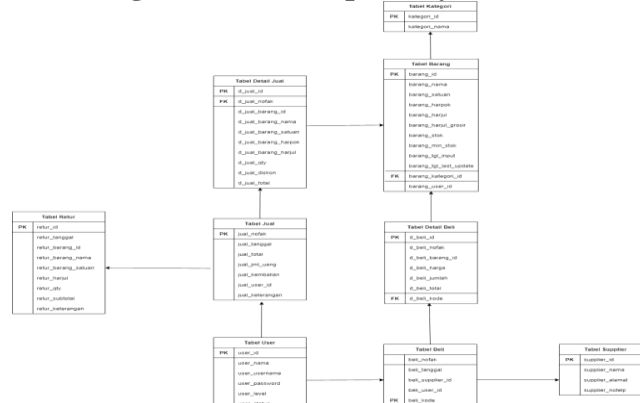 Tabel Kategori
PK kategori_id
kategori_nama
Tabel Barang
PK barang_id
barang_nama
barang_satuan
barang_harpok
barang_harjul
barang_harjul_grosir
barang_stok
barang_min_stok
barang_tgl_input
barang_tgl_last_update
FK barang_kategori_id
barang_user_id
Tabel Detail Jual
PK d_jual_id
FK d_jual_nofak
d_jual_barang_id
d_jual_barang_nama
d_jual_barang_satuan
d_jual_barang_harpok
d_jual_barang_harjul
d_jual_qty
d_jual_diskon
d_jual_total
Tabel Retur
PK retur_id
retur_tanggal
retur_barang_id
retur_barang_nama
retur_barang_satuan
retur_harjul
retur_qty
retur_subtotal
retur_keterangan
Tabel Jual
PK jual_nofak
jual_tanggal
jual_total
jual_jml_uang
jual_kembalian
jual_user_id
jual_keterangan
Tabel Detail Beli
PK d_beli_id
d_beli_nofak
d_beli_barang_id
d_beli_harga
d_beli_jumlah
d_beli_total
FK d_beli_kode
Tabel User
PK user_id
user_nama
user_username
user_password
user_level
Tabel Beli
beli_nofak
beli_tanggal
beli_supplier_id
beli_user_id
PK beli_kode
Tabel Supplier
PK supplier_id
supplier_nama
supplier_alamat
supplier_notelp